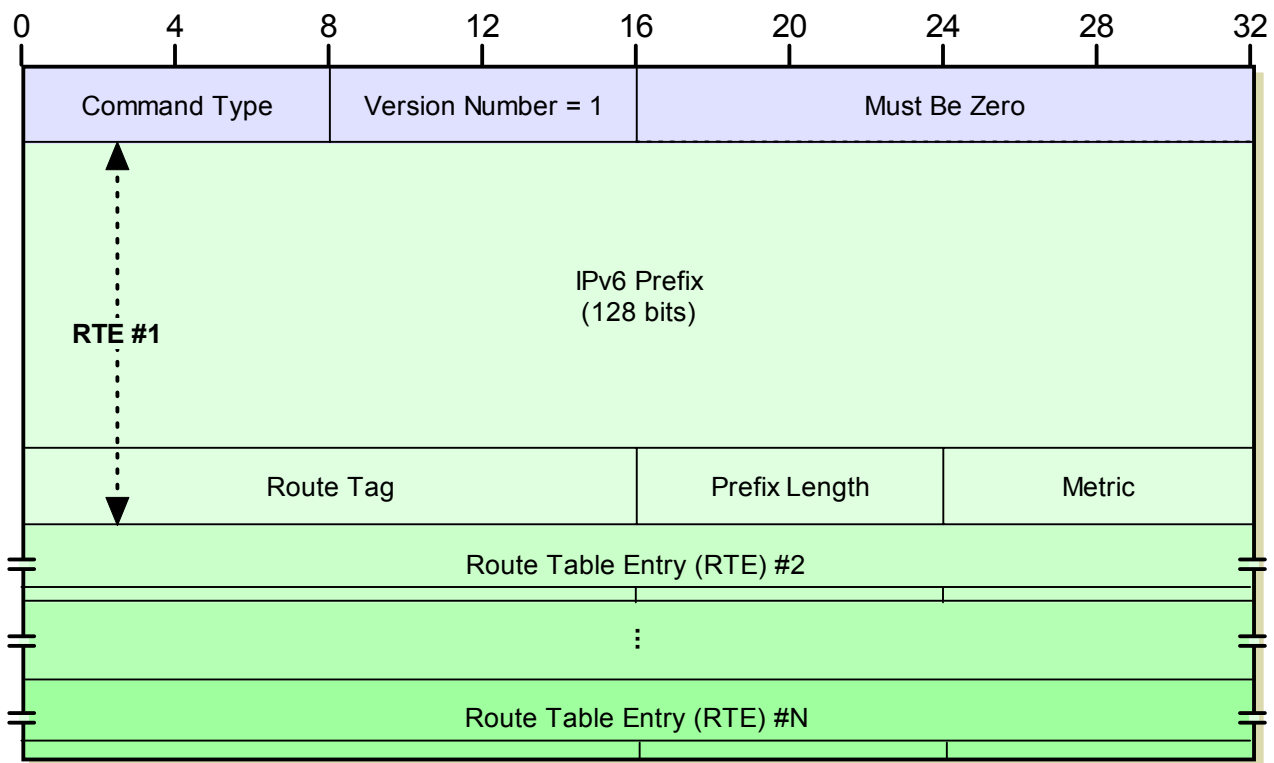 0 4 8 12 16 20 24 28 32
Command Type Version Number = 1 Must Be Zero
IPv6 Prefix
(128 bits)
RTE #1
Route Tag Prefix Length Metric
Route Table Entry (RTE) #2
...
Route Table Entry (RTE) #N